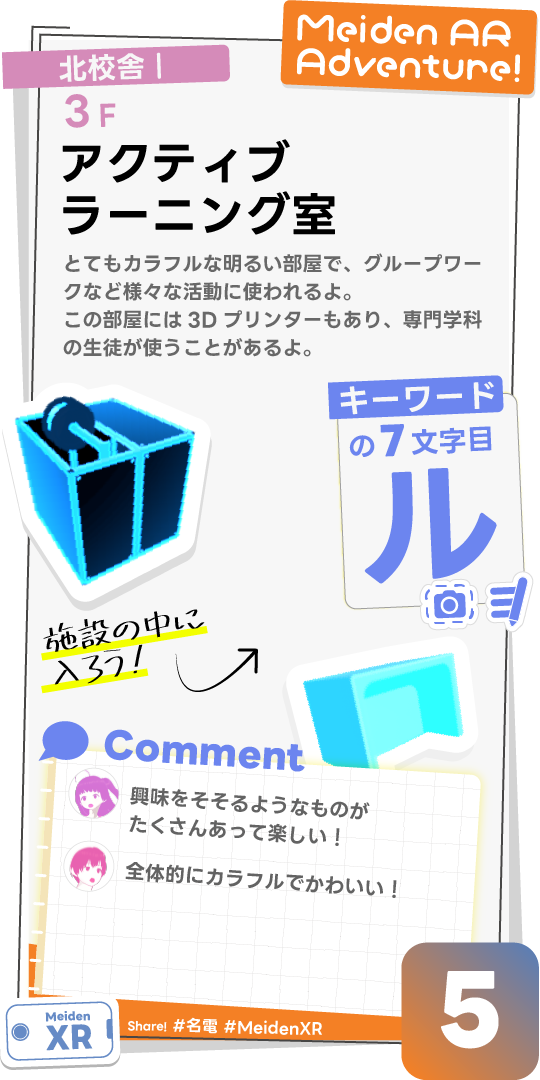 Meiden AR
Adventure!
北校舎 |
3 F
アクティブ
ラーニング室
とてもカラフルな明るい部屋で、グループワー
クなど様々な活動に使われるよ。
この部屋には 3D プリンターもあり、専門学科
の生徒が使うことがあるよ。
キーワード
の 7 文字目
ル
施設の中に
入ろう!
Comment
興味をそそるようなものが
たくさんあって楽しい！
全体的にカラフルでかわいい！
Meiden
XR
Share! #名電 #MeidenXR
5